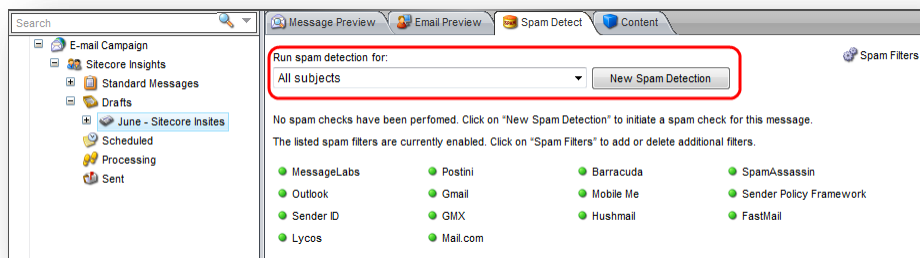 Search
E-mail Campaign
Sitecore Insights
Standard Messages
Drafts
June - Sitecore Insites
Scheduled
Processing
Sent
Message Preview
Email Preview
Spam Detect
Content
Run spam detection for:
Spam Filters
All subjects
New Spam Detection
No spam checks have been perfomed. Click on "New Spam Detection" to initiate a spam check for this message.
The listed spam filters are currently enabled. Click on "Spam Filters" to add or delete additional filters.
MessageLabs Postini Barracuda SpamAssassin
Outlook Gmail Mobile Me Sender Policy Framework
Sender ID GMX Hushmail FastMail
Lycos Mail.com